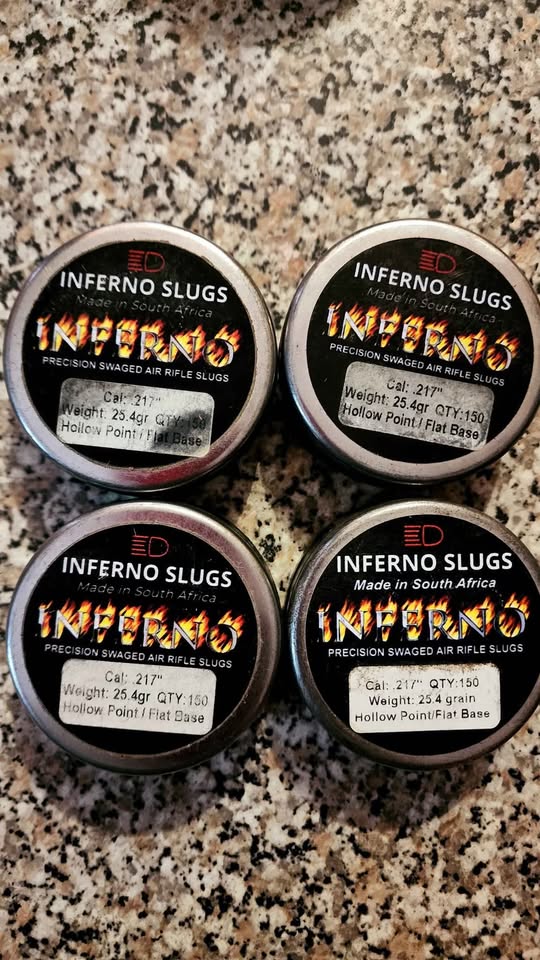 INFERNO SLUGS
Made in South Africa
INFERNO
PRECISION SWAGED AIR RIFLE SLUGS
Cal: .217"
Weight: 25.4gr QTY:150
Hollow Point / Flat Base
INFERNO SLUGS
Made in South Africa
INFERNO
PRECISION SWAGED AIR RIFLE SLUGS
Cal: .217"
Weight: 25.4gr QTY:150
Hollow Point / Flat Base
INFERNO SLUGS
Made in South Africa
INFERNO
PRECISION SWAGED AIR RIFLE SLUGS
Cal: .217"
Weight: 25.4gr QTY:150
Hollow Point / Flat Base
INFERNO SLUGS
Made in South Africa
INFERNO
PRECISION SWAGED AIR RIFLE SLUGS
Cal: .217" QTY:150
Weight: 25.4 grain
Hollow Point/Flat Base